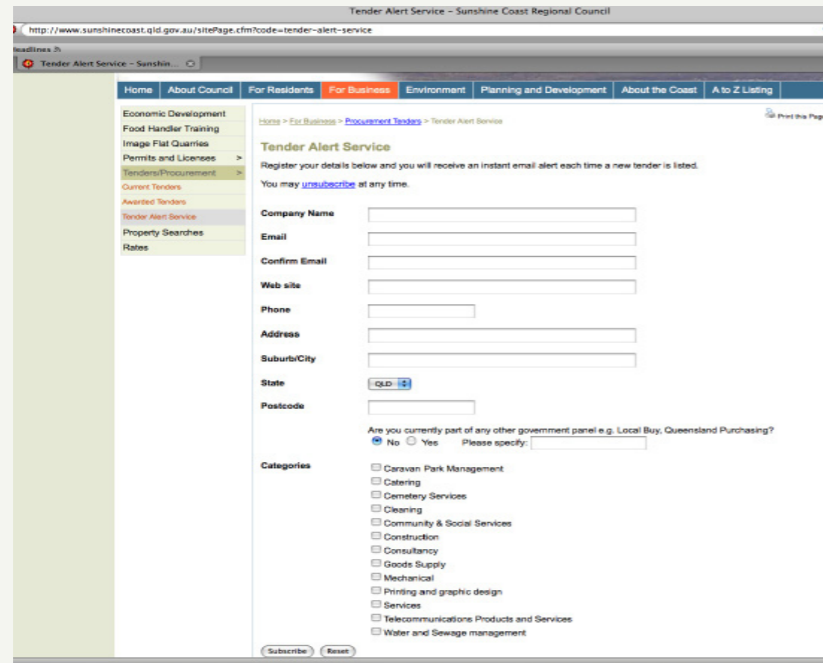 Tender Alert Service – Sunshine Coast Regional Council
http://www.sunshinecoast.qld.gov.au/sitePage.cfm?code=tender-alert-service
Headlines
Tender Alert Service – Sunshin...
Home About Council For Residents For Business Environment Planning and Development About the Coast A to Z Listing
Economic Development
Food Handler Training
Image Flat Quarries
Permits and Licenses >
Tenders/Procurement >
Current Tenders
Awarded Tenders
Tender Alert Service
Property Searches
Rates
Home > For Business > Procurement Tenders > Tender Alert Service
Print this Page
Tender Alert Service
Register your details below and you will receive an instant email alert each time a new tender is listed.
You may unsubscribe at any time.
Company Name
Email
Confirm Email
Web site
Phone
Address
Suburb/City
State QLD
Postcode
Are you currently part of any other government panel e.g. Local Buy, Queensland Purchasing?
No Yes Please specify:
Categories
Caravan Park Management
Catering
Cemetery Services
Cleaning
Community & Social Services
Construction
Consultancy
Goods Supply
Mechanical
Printing and graphic design
Services
Telecommunications Products and Services
Water and Sewage management
Subscribe Reset